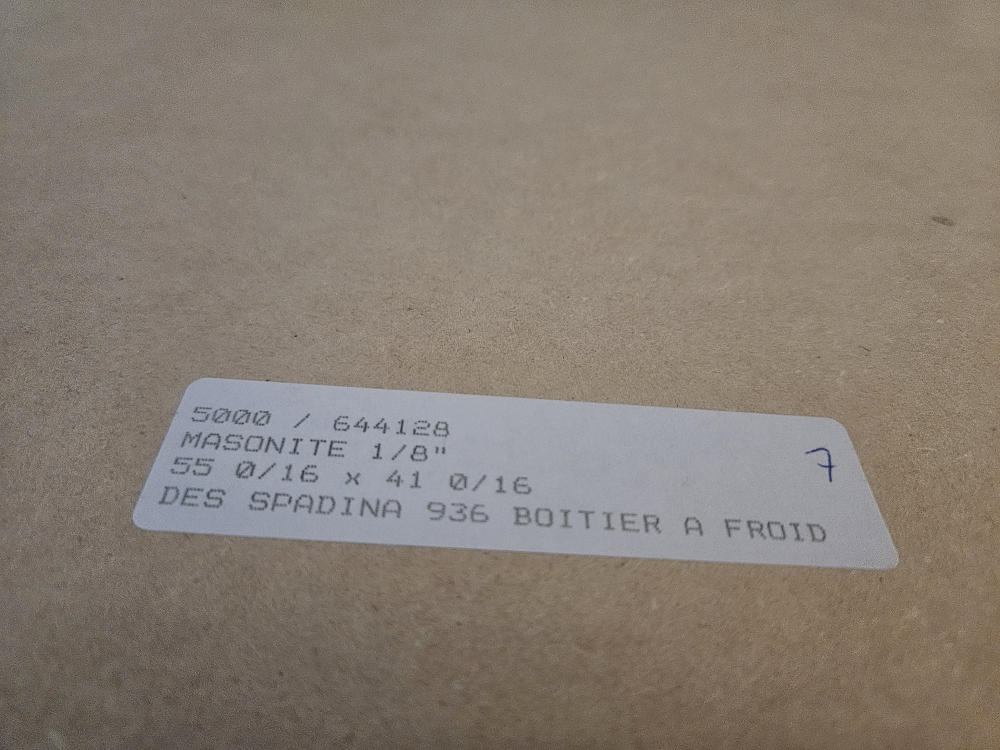 5000 / 644128
MASONITE 1/8"
55 0/16 x 41 0/16
DES SPADINA 936 BOITIER A FROID
7